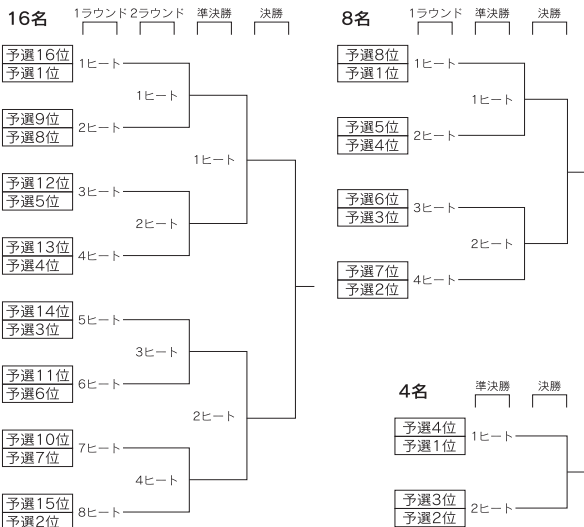 16名
1ラウンド 2ラウンド 準決勝 決勝
予選16位
予選1位
1ヒート
1ヒート
予選9位
予選8位
2ヒート
1ヒート
予選12位
予選5位
3ヒート
2ヒート
予選13位
予選4位
4ヒート
予選14位
予選3位
5ヒート
3ヒート
予選11位
予選6位
6ヒート
2ヒート
予選10位
予選7位
7ヒート
4ヒート
予選15位
予選2位
8ヒート
8名
1ラウンド 準決勝 決勝
予選8位
予選1位
1ヒート
1ヒート
予選5位
予選4位
2ヒート
予選6位
予選3位
3ヒート
2ヒート
予選7位
予選2位
4ヒート
4名
準決勝 決勝
予選4位
予選1位
1ヒート
予選3位
予選2位
2ヒート